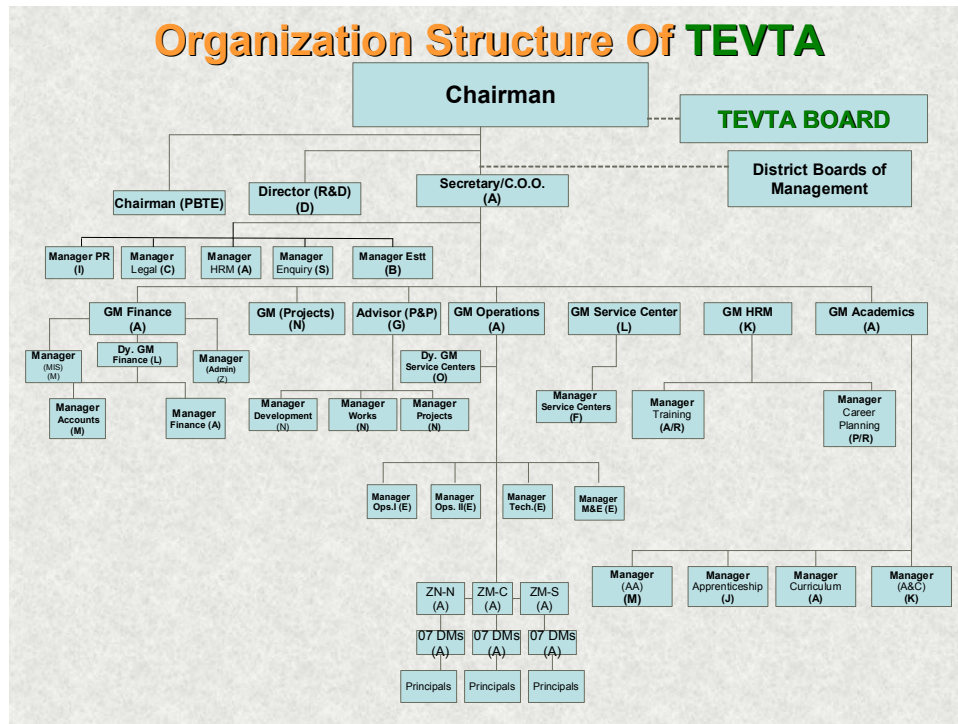 Organization Structure Of TEVTA
Chairman
TEVTA BOARD
District Boards of
Management
Chairman (PBTE)
Director (R&D)
(D)
Secretary/C.O.O.
(A)
Manager PR
(I)
Manager
Legal (C)
Manager
HRM (A)
Manager
Enquiry (S)
Manager Estt
(B)
GM Finance
(A)
GM (Projects)
(N)
Advisor (P&P)
(G)
GM Operations
(A)
GM Service Center
(L)
GM HRM
(K)
GM Academics
(A)
Manager
(MIS)
(M)
Dy. GM
Finance (L)
Manager
(Admin)
(Z)
Dy. GM
Service Centers
(O)
Manager
Accounts
(M)
Manager
Finance (A)
Manager
Development
(N)
Manager
Works
(N)
Manager
Projects
(N)
Manager
Service Centers
(F)
Manager
Training
(A/R)
Manager
Career
Planning
(P/R)
Manager
Ops.I (E)
Manager
Ops. II(E)
Manager
Tech.(E)
Manager
M&E (E)
Manager
(AA)
(M)
Manager
Apprenticeship
(J)
Manager
Curriculum
(A)
Manager
(A&C)
(K)
ZN-N
(A)
ZM-C
(A)
ZM-S
(A)
07 DMs
(A)
07 DMs
(A)
07 DMs
(A)
Principals
Principals
Principals